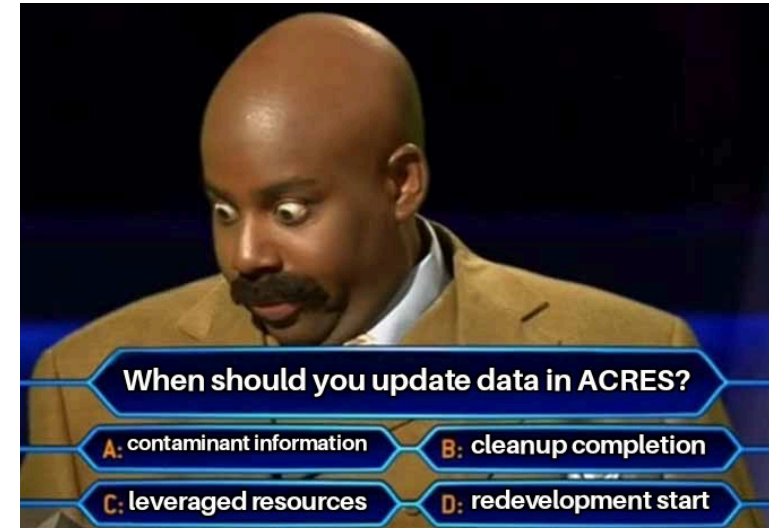 When should you update data in ACRES?
A: contaminant information
B: cleanup completion
C: leveraged resources
D: redevelopment start